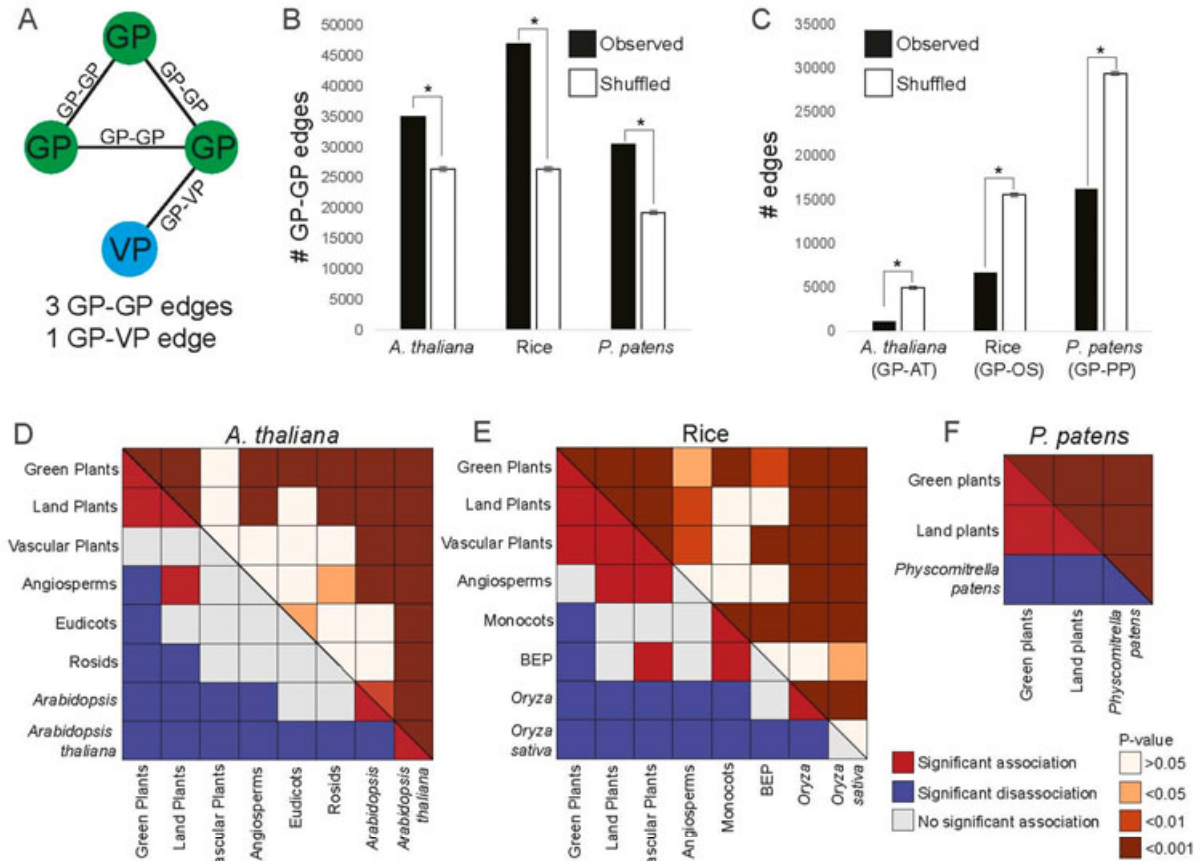 A
GP
GP-GP
GP-GP
GP
GP-GP
GP
GP-VP
VP
3 GP-GP edges
1 GP-VP edge
B
# GP-GP edges
50000
45000
40000
35000
30000
25000
20000
15000
10000
5000
0
Observed
Shuffled
*
*
*
A. thaliana
Rice
P. patens
C
# edges
35000
30000
25000
20000
15000
10000
5000
0
Observed
Shuffled
*
*
*
A. thaliana
(GP-AT)
Rice
(GP-OS)
P. patens
(GP-PP)
D
A. thaliana
Green Plants
Land Plants
Vascular Plants
Angiosperms
Eudicots
Rosids
Arabidopsis
Arabidopsis
thaliana
Green Plants
Land Plants
ascular Plants
Angiosperms
Eudicots
Rosids
Arabidopsis
Arabidopsis
thaliana
E
Rice
Green Plants
Land Plants
Vascular Plants
Angiosperms
Monocots
BEP
Oryza
Oryza
sativa
Green Plants
Land Plants
ascular Plants
Angiosperms
Monocots
BEP
Oryza
Oryza
sativa
F
P. patens
Green plants
Land plants
Physcomitrella
patens
Green plants
Land plants
Physcomitrella
patens
Significant association
Significant disassociation
No significant association
P-value
>0.05
<0.05
<0.01
<0.001